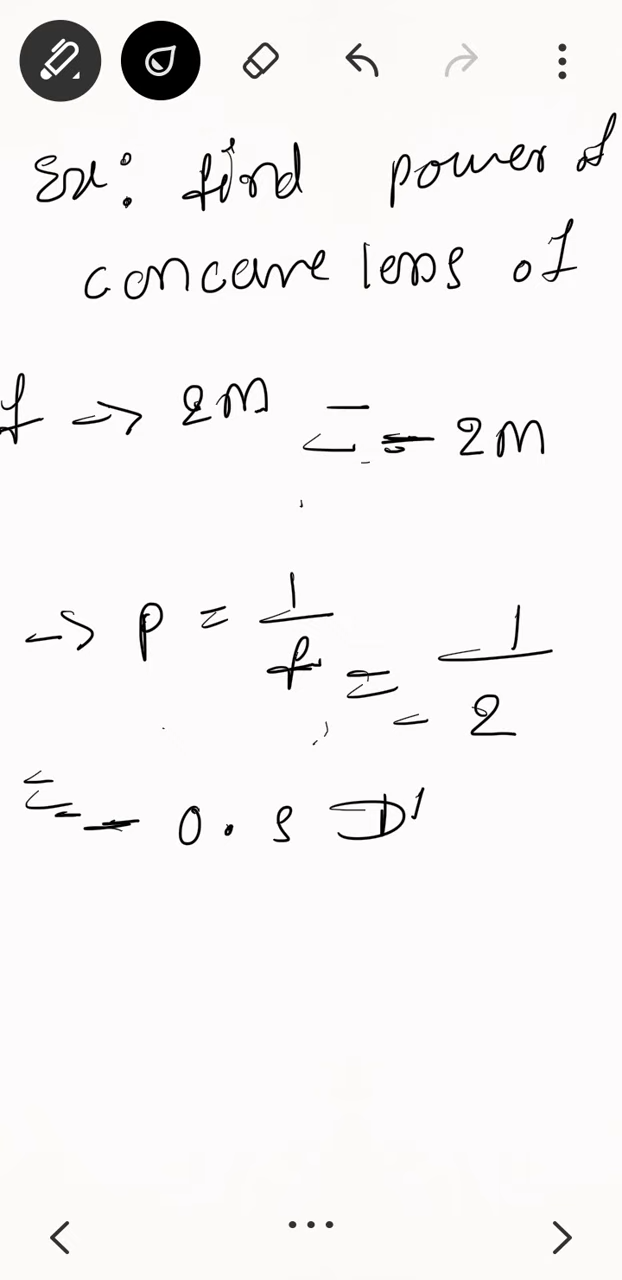 Ex: find power of
concave lens of
f -> 2m = - 2m
-> P = 1/f = 1/-2
= - 0.5 D